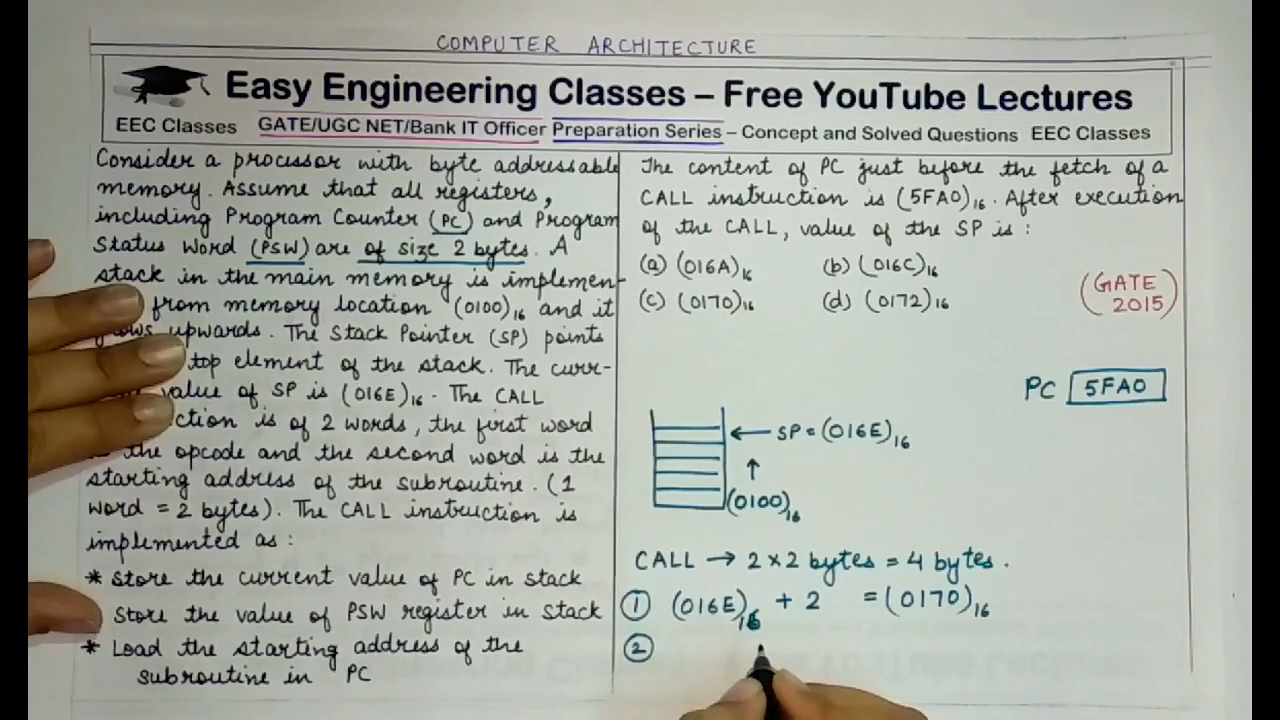 COMPUTER ARCHITECTURE
Easy Engineering Classes – Free YouTube Lectures
EEC Classes GATE/UGC NET/Bank IT Officer Preparation Series – Concept and Solved Questions EEC Classes
Consider a processor with byte addressable
memory. Assume that all registers,
including Program Counter (PC) and Program
Status Word (PSW) are of size 2 bytes. A
stack in the main memory is implemen-
from memory location (0100)16 and it
upwards. The Stack Pointer (SP) points
top element of the stack. The curr-
value of SP is (016E)16. The CALL
ction is of 2 words, the first word
the opcode and the second word is the
starting address of the subroutine. (1
word = 2 bytes). The CALL instruction is
implemented as:
* Store the current value of PC in stack
Store the value of PSW register in stack
* Load the starting address of the
subroutine in PC
The content of PC just before the fetch of a
CALL instruction is (5FA0)16. After execution
of the CALL, value of the SP is:
(a) (016A)16 (b) (016C)16
(c) (0170)16 (d) (0172)16
(GATE
2015)
PC 5FA0
← SP = (016E)16
↑
(0100)16
CALL → 2 × 2 bytes = 4 bytes.
① (016E)16 + 2 = (0170)16
②